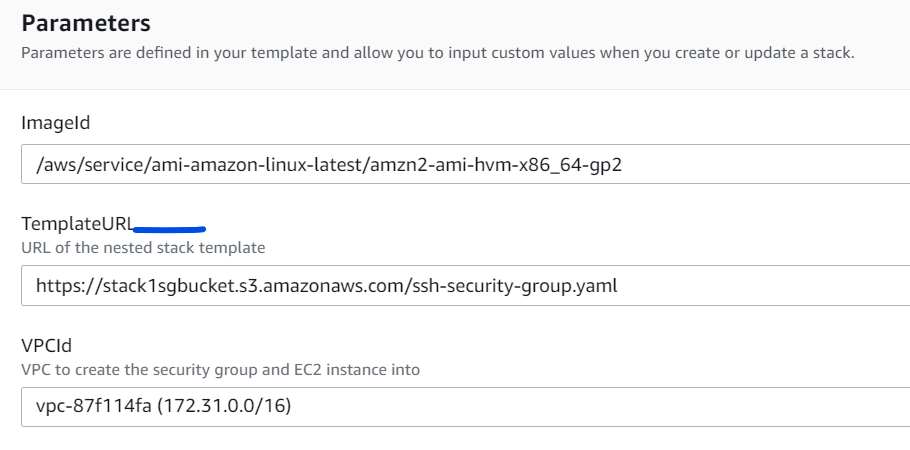 Parameters
Parameters are defined in your template and allow you to input custom values when you create or update a stack.
ImageId
/aws/service/ami-amazon-linux-latest/amzn2-ami-hvm-x86_64-gp2
TemplateURL
URL of the nested stack template
https://stack1sgbucket.s3.amazonaws.com/ssh-security-group.yaml
VPCId
VPC to create the security group and EC2 instance into
vpc-87f114fa (172.31.0.0/16)